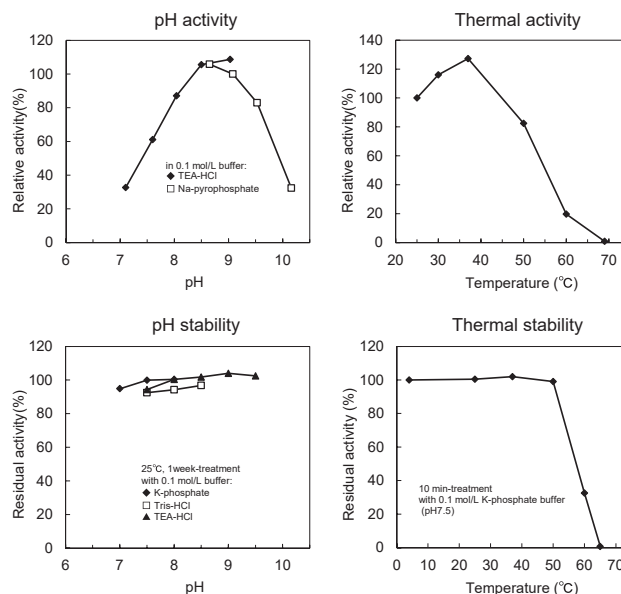 pH activity
120
100
80
60
40
20
0
6
7
8
9
10
Relative activity(%)
pH
in 0.1 mol/L buffer:
TEA-HCl
Na-pyrophosphate
Thermal activity
140
120
100
80
60
40
20
0
20
30
40
50
60
70
Relative activity(%)
Temperature (°C)
pH stability
120
100
80
60
40
20
0
6
7
8
9
10
Residual activity(%)
pH
25°C, 1week-treatment
with 0.1 mol/L buffer:
K-phosphate
Tris-HCl
TEA-HCl
Thermal stability
120
100
80
60
40
20
0
0
10
20
30
40
50
60
70
Residual activity (%)
Temperature (°C)
10 min-treatment
with 0.1 mol/L K-phosphate buffer
(pH7.5)